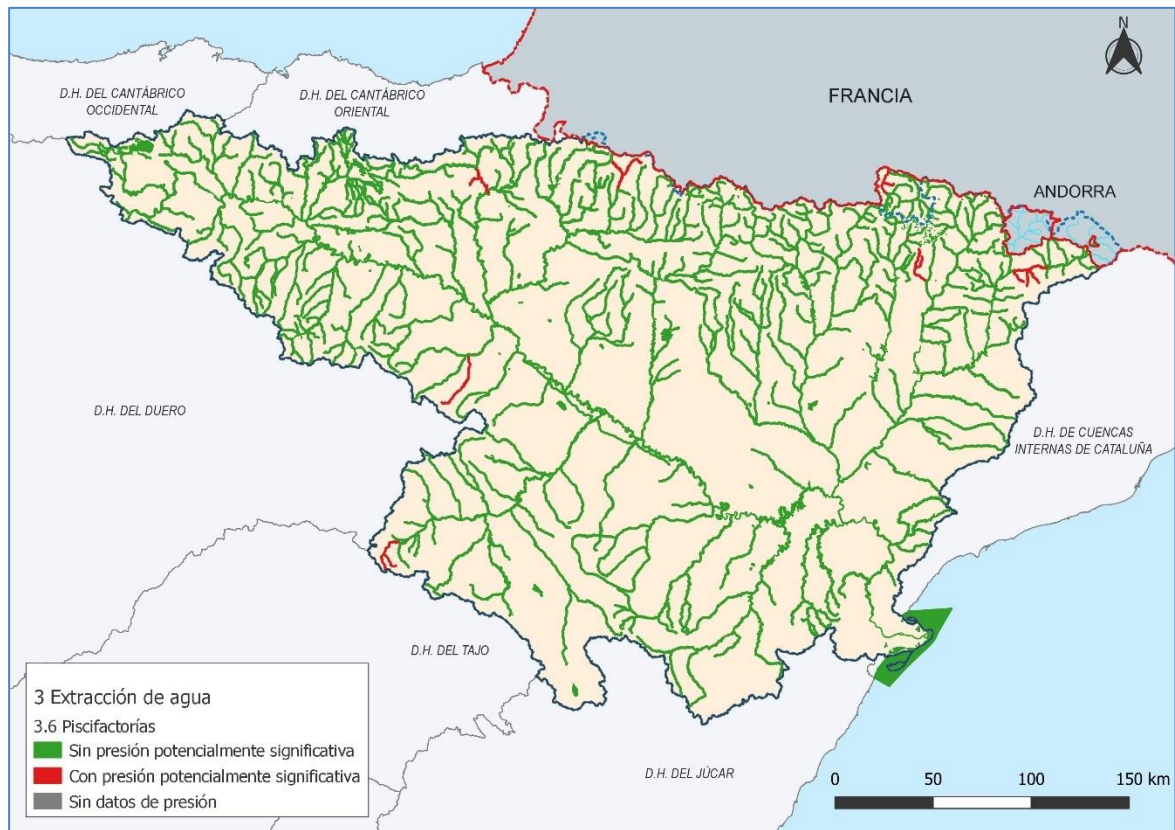 N
D.H. DEL CANTÁBRICO
OCCIDENTAL
D.H. DEL CANTÁBRICO
ORIENTAL
FRANCIA
ANDORRA
D.H. DEL DUERO
D.H. DE CUENCAS
INTERNAS DE CATALUÑA
D.H. DEL TAJO
D.H. DEL JÚCAR
3 Extracción de agua
3.6 Piscifactorías
Sin presión potencialmente significativa
Con presión potencialmente significativa
Sin datos de presión
0 50 100 150 km